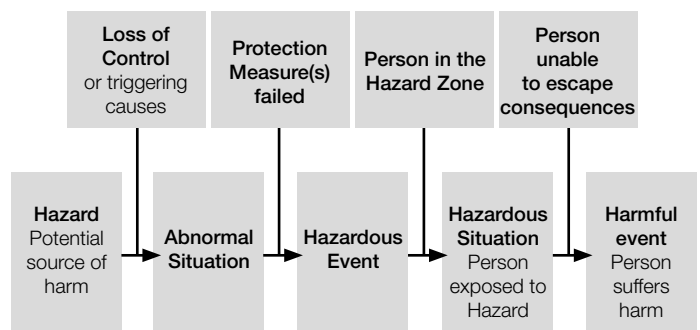 Loss of
Control
or triggering
causes
Protection
Measure(s)
failed
Person in the
Hazard Zone
Person
unable
to escape
consequences
Hazard
Potential
source of
harm
Abnormal
Situation
Hazardous
Event
Hazardous
Situation
Person
exposed to
Hazard
Harmful
event
Person
suffers
harm